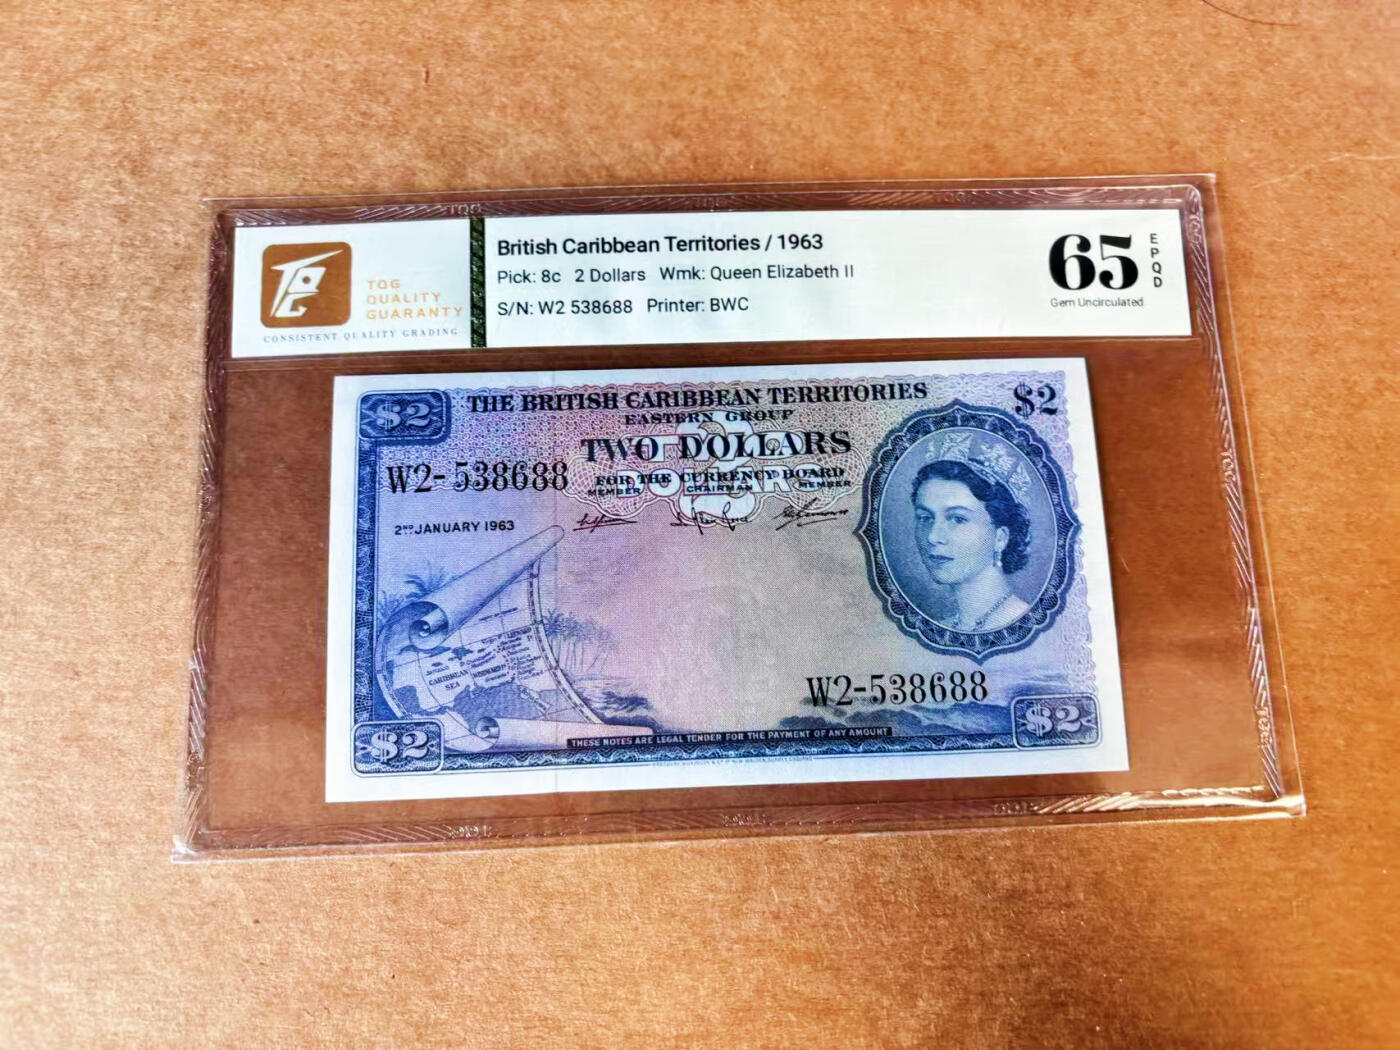 TQG
QUALITY
GUARANTY
CONSISTENT QUALITY GRADING
British Caribbean Territories / 1963
Pick: 8c 2 Dollars Wmk: Queen Elizabeth II
S/N: W2 538688 Printer: BWC
65
EPQD
Gem Uncirculated
$2
THE BRITISH CARIBBEAN TERRITORIES
$2
EASTERN GROUP
TWO DOLLARS
W2-538688
FOR THE CURRENCY BOARD
MEMBER CHAIRMAN MEMBER
2ND JANUARY 1963
CARIBBEAN
SEA
W2-538688
$2
THESE NOTES ARE LEGAL TENDER FOR THE PAYMENT OF ANY AMOUNT
$2